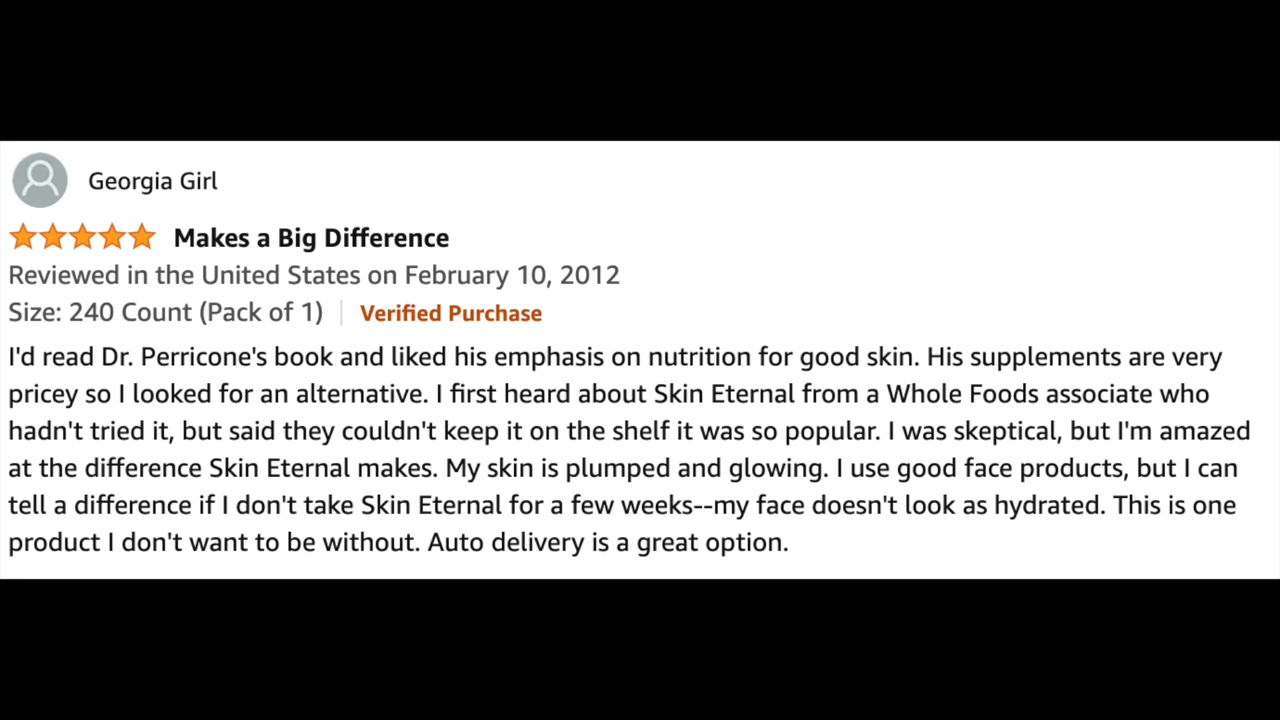 Georgia Girl
Makes a Big Difference
Reviewed in the United States on February 10, 2012
Size: 240 Count (Pack of 1) | Verified Purchase
I'd read Dr. Perricone's book and liked his emphasis on nutrition for good skin. His supplements are very
pricey so I looked for an alternative. I first heard about Skin Eternal from a Whole Foods associate who
hadn't tried it, but said they couldn't keep it on the shelf it was so popular. I was skeptical, but I'm amazed
at the difference Skin Eternal makes. My skin is plumped and glowing. I use good face products, but I can
tell a difference if I don't take Skin Eternal for a few weeks--my face doesn't look as hydrated. This is one
product I don't want to be without. Auto delivery is a great option.